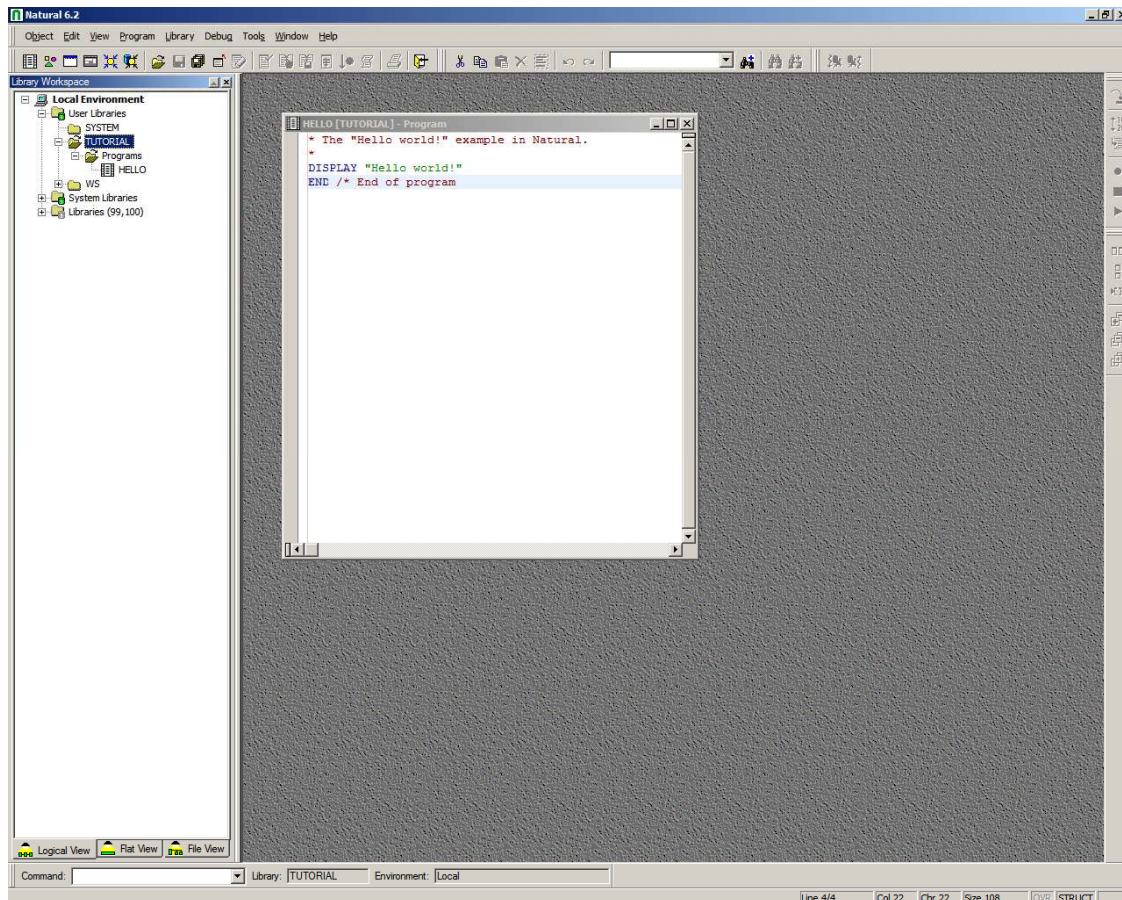 Natural 6.2
Object Edit View Program Library Debug Tools Window Help
Library Workspace
Local Environment
User Libraries
SYSTEM
TUTORIAL
Programs
HELLO
WS
System Libraries
Libraries (99,100)
HELLO [TUTORIAL] - Program
* The "Hello world!" example in Natural.
*
DISPLAY "Hello world!"
END /* End of program
Logical View Flat View File View
Command: Library: TUTORIAL Environment: Local
Line 4/4 Col 22 Chr 22 Size 108 OVR STRUCT